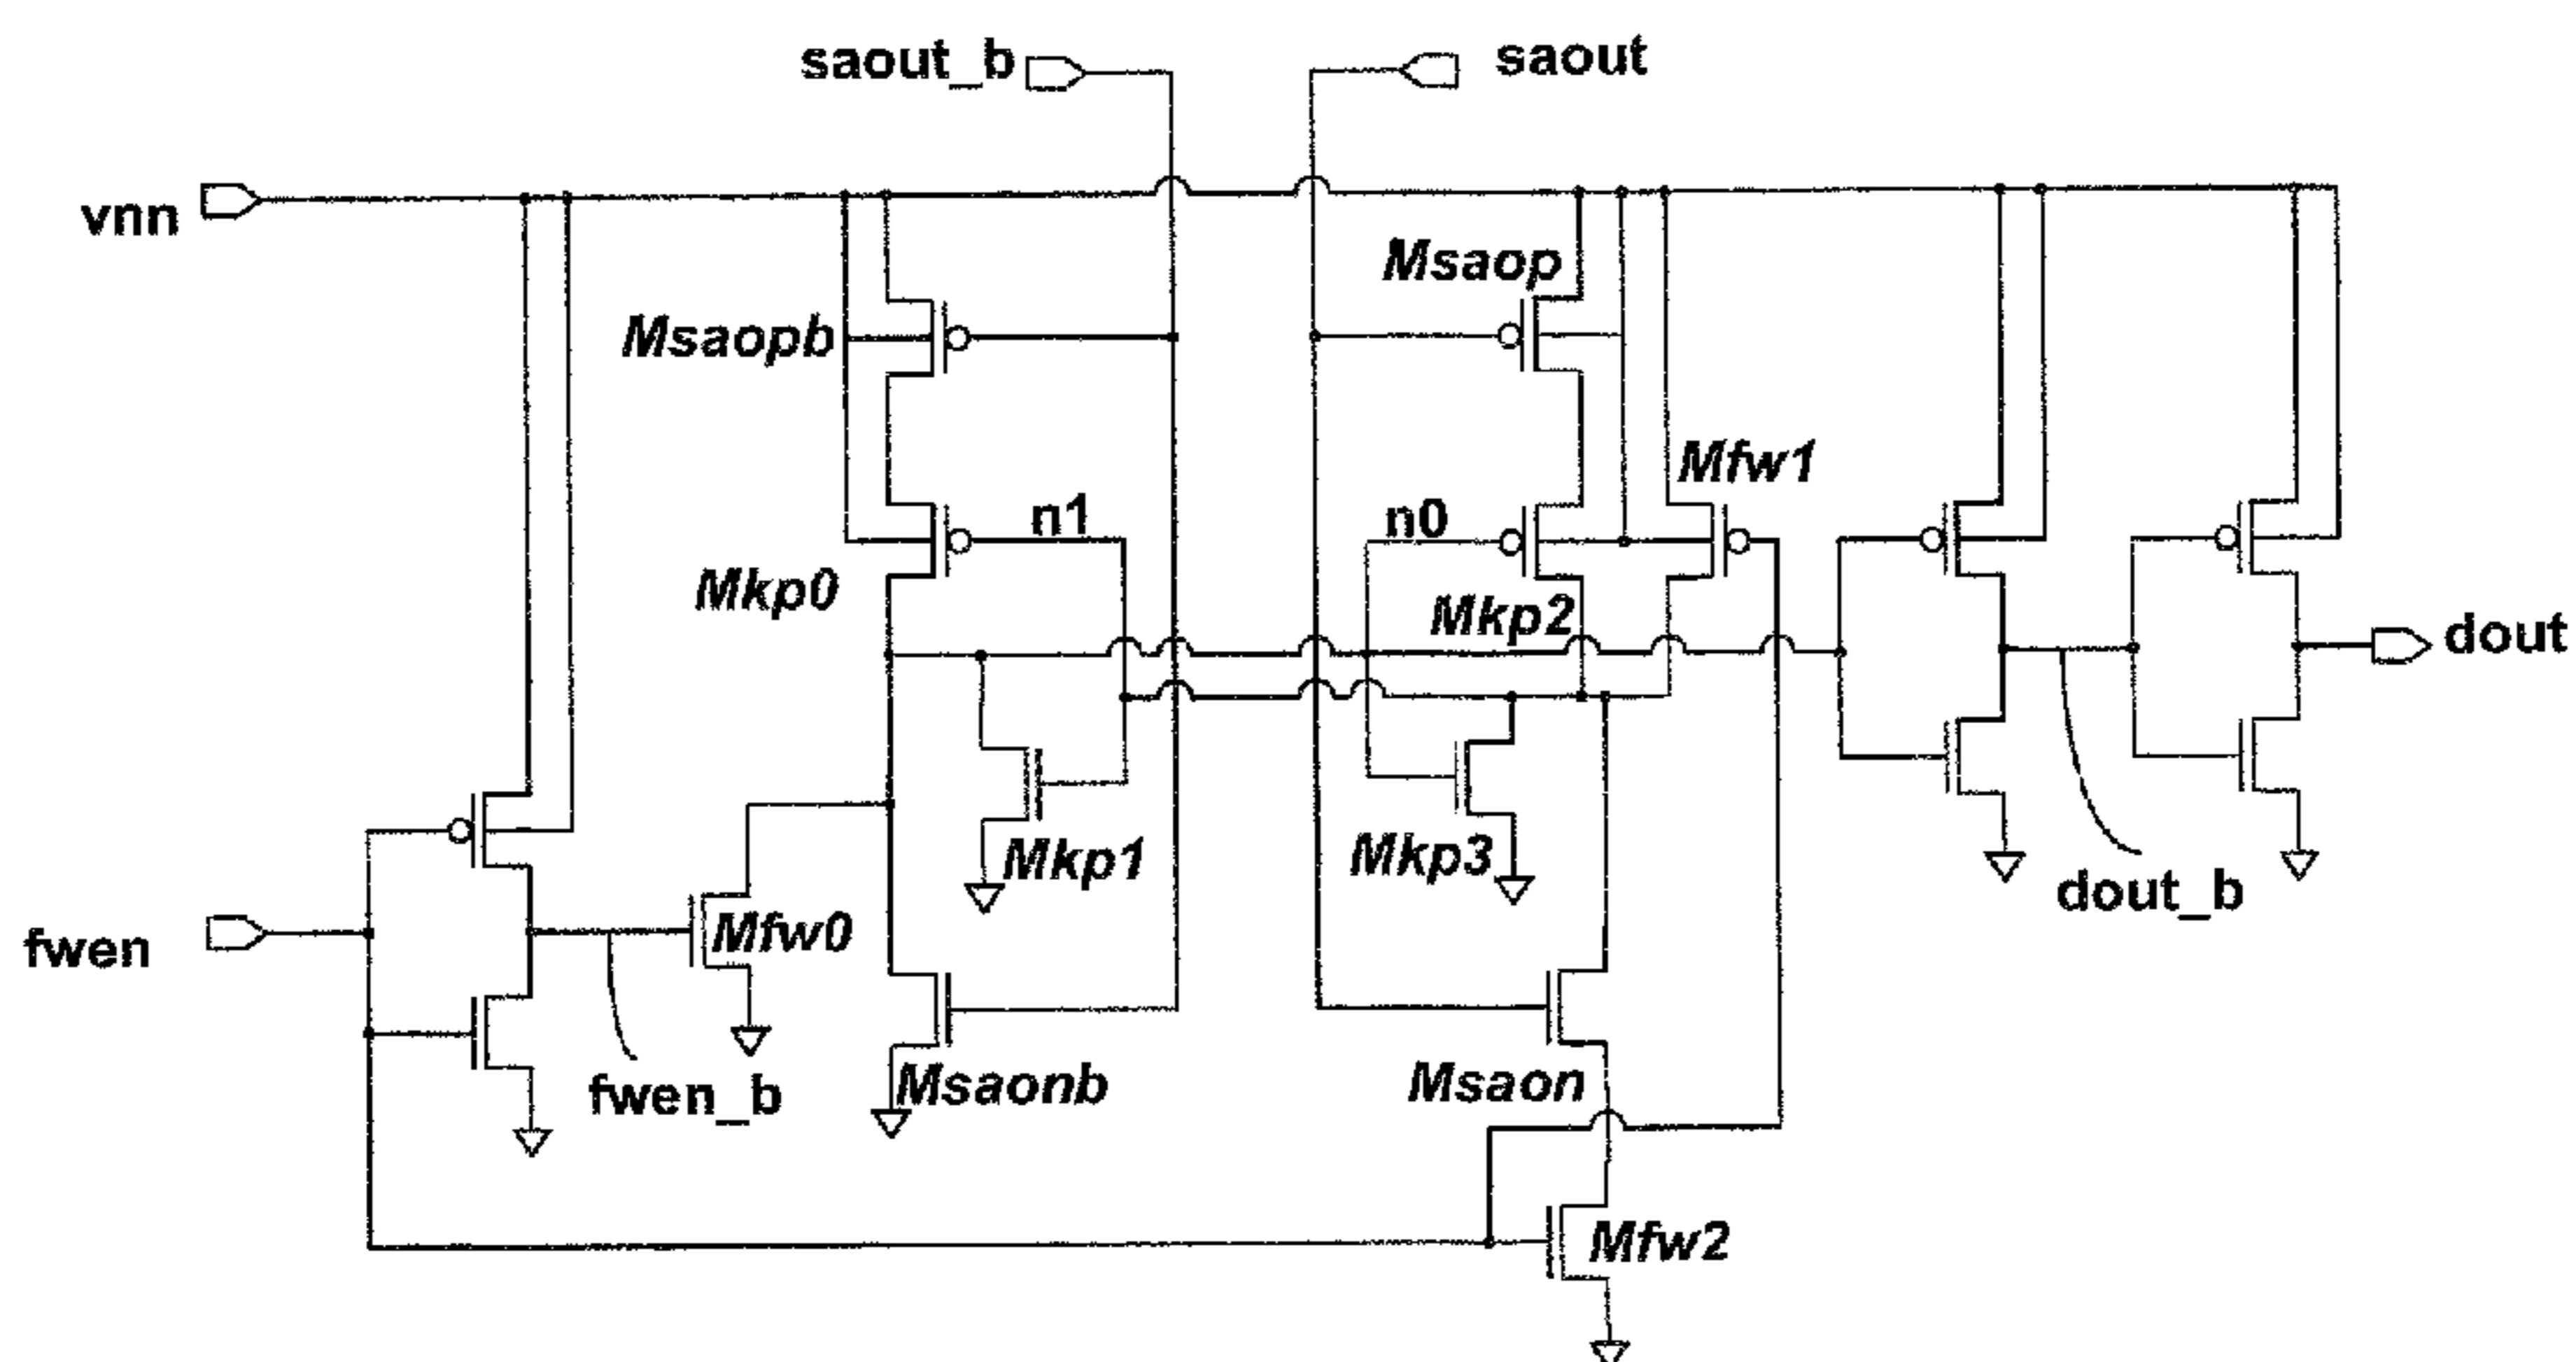 saout_b
saout
vnn
Msaop
Msaopb
Mfw1
n1
n0
Mkp0
Mkp2
dout
Mkp1
Mkp3
dout_b
fwen
Mfw0
fwen_b
Msaonb
Msaon
Mfw2